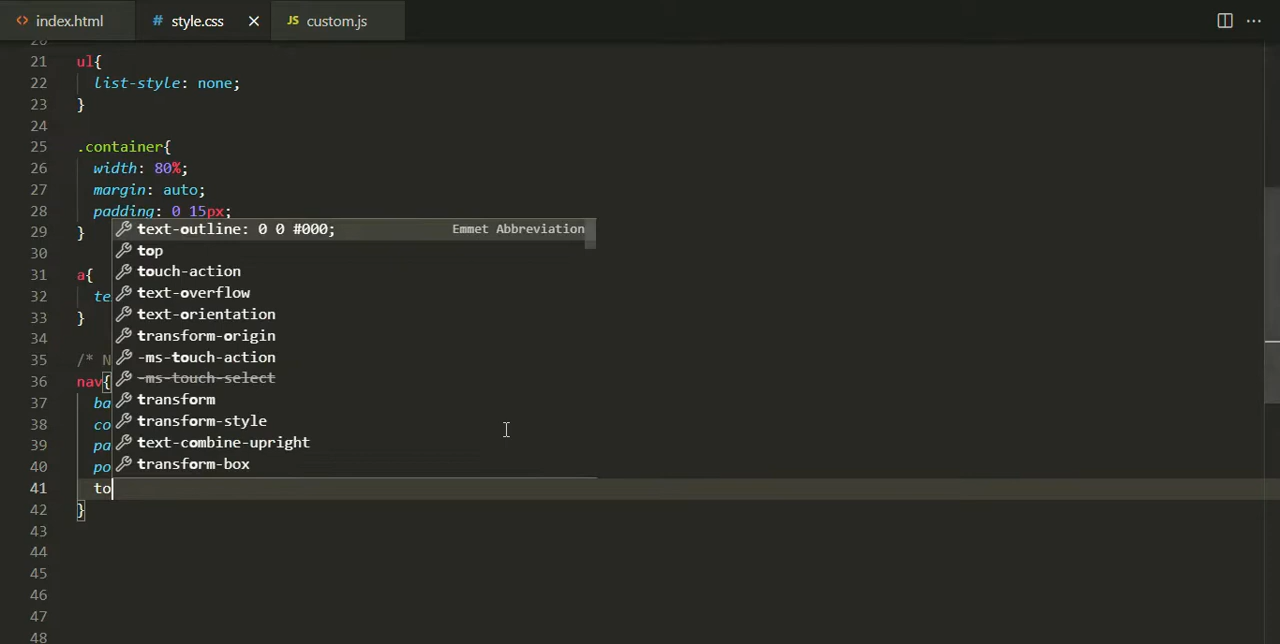 index.html
style.css
JS custom.js
20
21 ul{
22 list-style: none;
23 }
24
25 .container{
26 width: 80%;
27 margin: auto;
28 padding: 0 15px;
29 }
30
31 a{
32 te
33 }
34
35 /* N
36 nav{
37 ba
38 co
39 pa
40 po
41 to
42 }
43
44
45
46
47
48
text-outline: 0 0 #000; Emmet Abbreviation
top
touch-action
text-overflow
text-orientation
transform-origin
-ms-touch-action
-ms-touch-select
transform
transform-style
text-combine-upright
transform-box